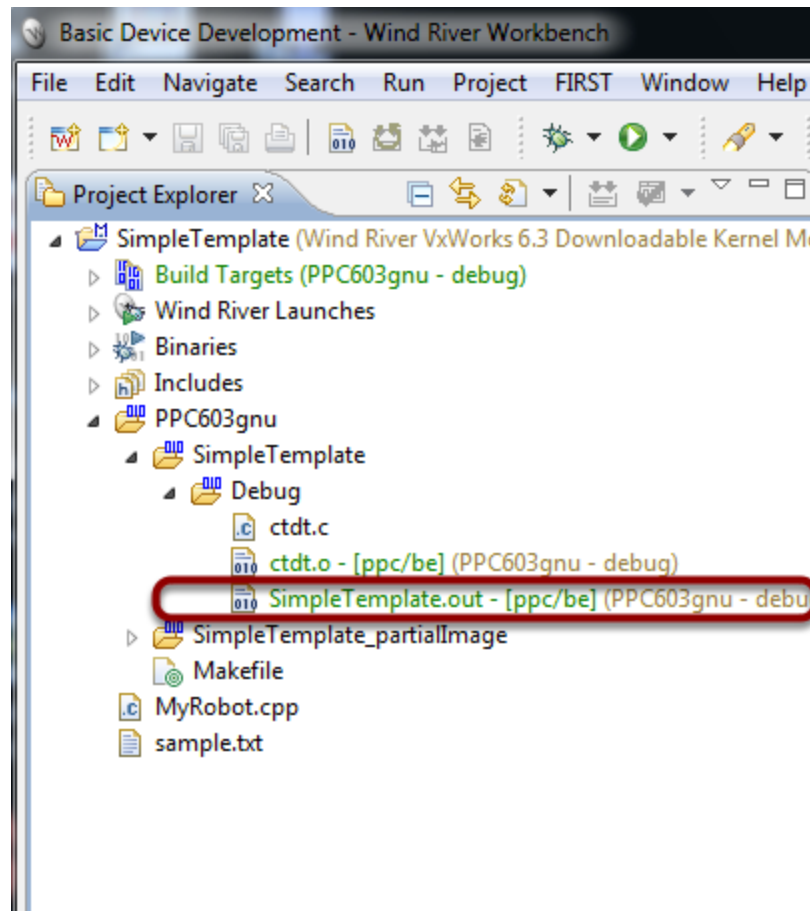 Basic Device Development - Wind River Workbench
File Edit Navigate Search Run Project FIRST Window Help
Project Explorer
SimpleTemplate (Wind River VxWorks 6.3 Downloadable Kernel Mo
Build Targets (PPC603gnu - debug)
Wind River Launches
Binaries
Includes
PPC603gnu
SimpleTemplate
Debug
ctdt.c
ctdt.o - [ppc/be] (PPC603gnu - debug)
SimpleTemplate.out - [ppc/be] (PPC603gnu - debu
SimpleTemplate_partialImage
Makefile
MyRobot.cpp
sample.txt